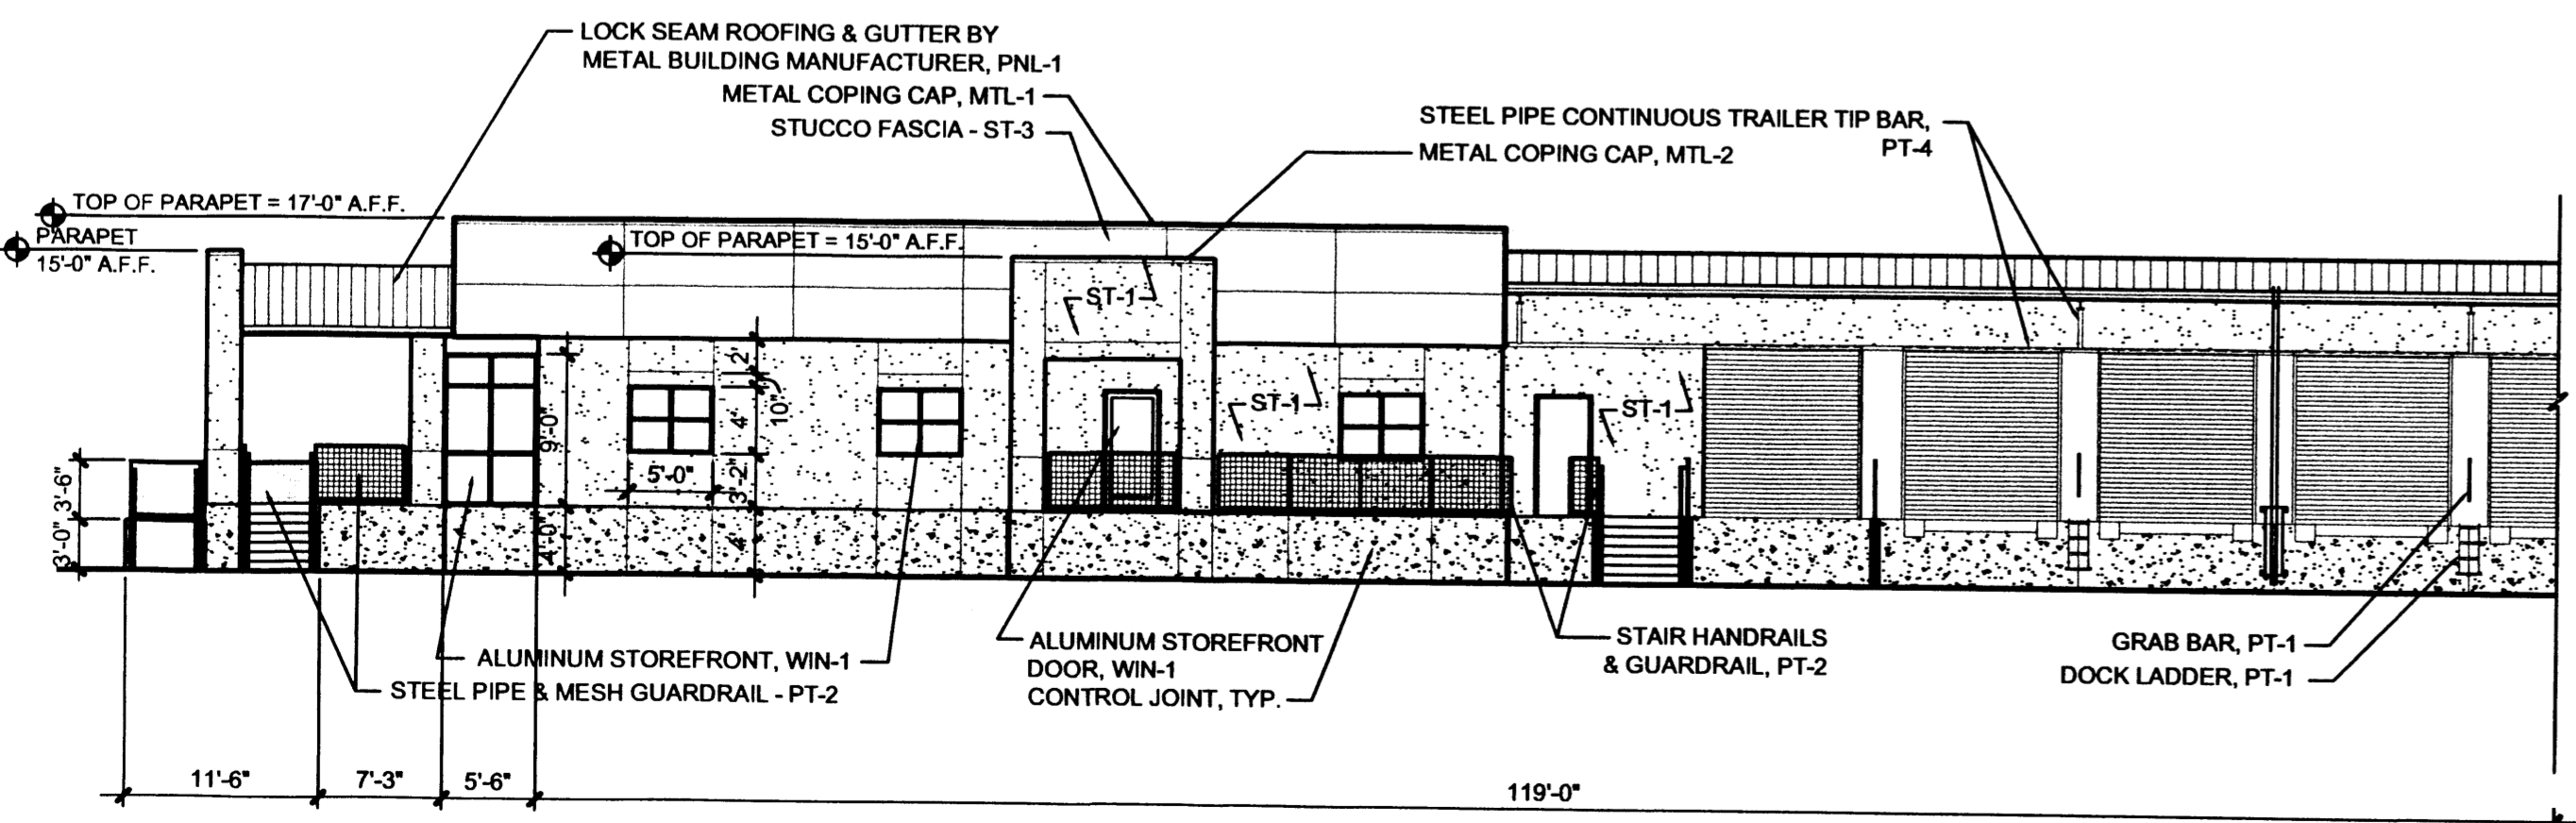 LOCK SEAM ROOFING & GUTTER BY
METAL BUILDING MANUFACTURER, PNL-1
METAL COPING CAP, MTL-1
STUCCO FASCIA - ST-3
STEEL PIPE CONTINUOUS TRAILER TIP BAR,
PT-4
METAL COPING CAP, MTL-2
TOP OF PARAPET = 17'-0" A.F.F.
PARAPET
15'-0" A.F.F.
TOP OF PARAPET = 15'-0" A.F.F.
ST-1
ST-1
ST-1
2'
10"
4'
9'-0"
5'-0"
3'-2"
3'-6"
3'-0"
4'-0"
4'
ALUMINUM STOREFRONT, WIN-1
STEEL PIPE & MESH GUARDRAIL - PT-2
ALUMINUM STOREFRONT
DOOR, WIN-1
CONTROL JOINT, TYP.
STAIR HANDRAILS
& GUARDRAIL, PT-2
GRAB BAR, PT-1
DOCK LADDER, PT-1
11'-6"
7'-3"
5'-6"
119'-0"